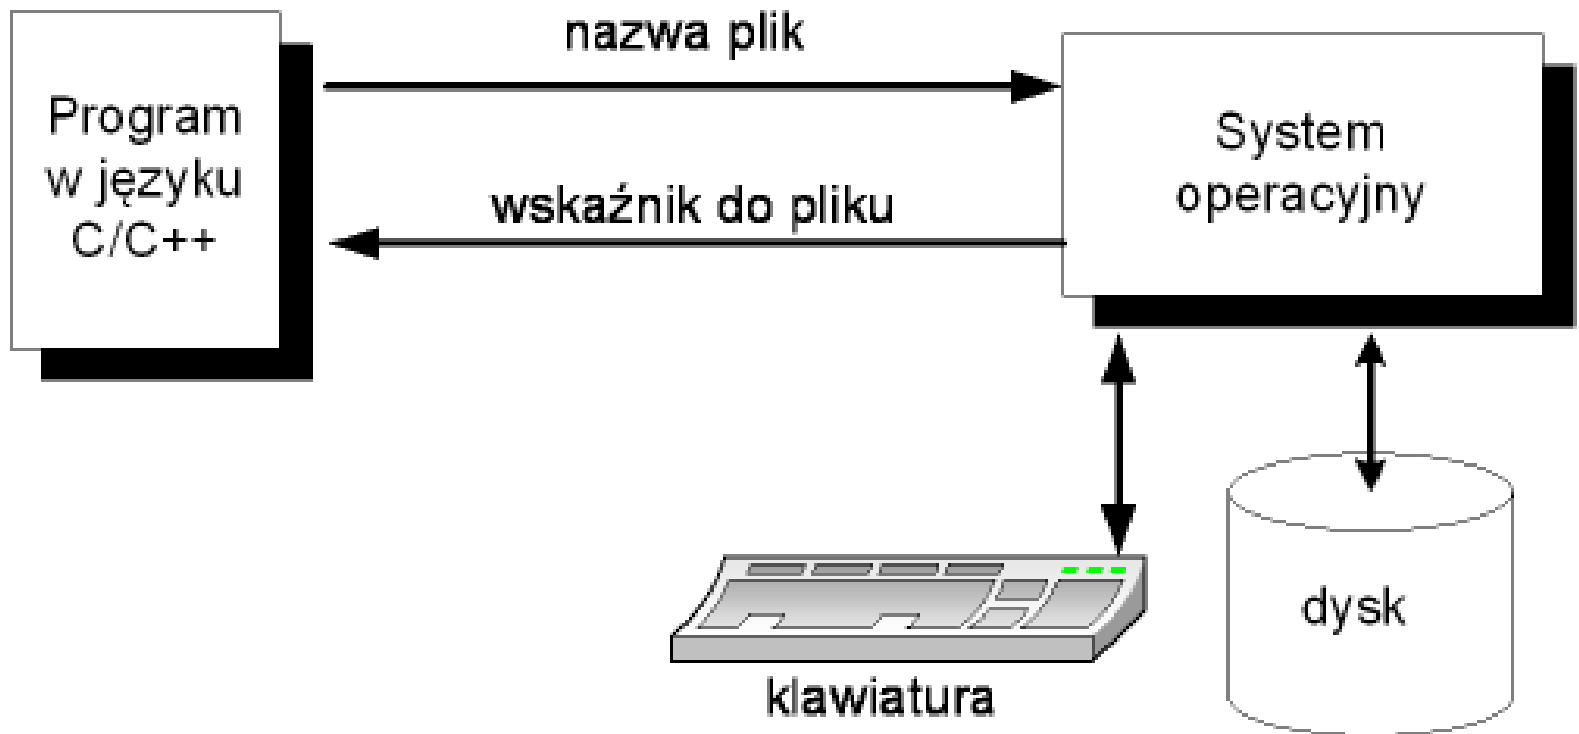 nazwa plik
Program
w języku
C/C++
System
operacyjny
wskaźnik do pliku
dysk
klawiatura